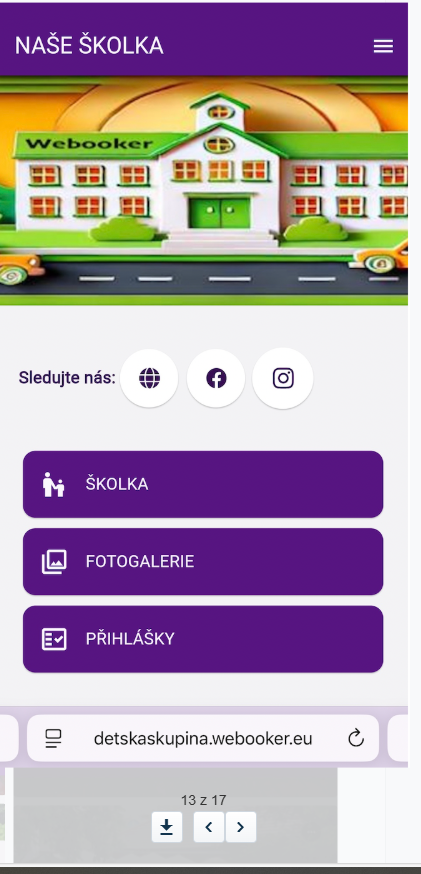 NAŠE ŠKOLKA
Webooker
Sledujte nás:
ŠKOLKA
FOTOGALERIE
PŘIHLÁŠKY
detskaskupina.webooker.eu
13 z 17